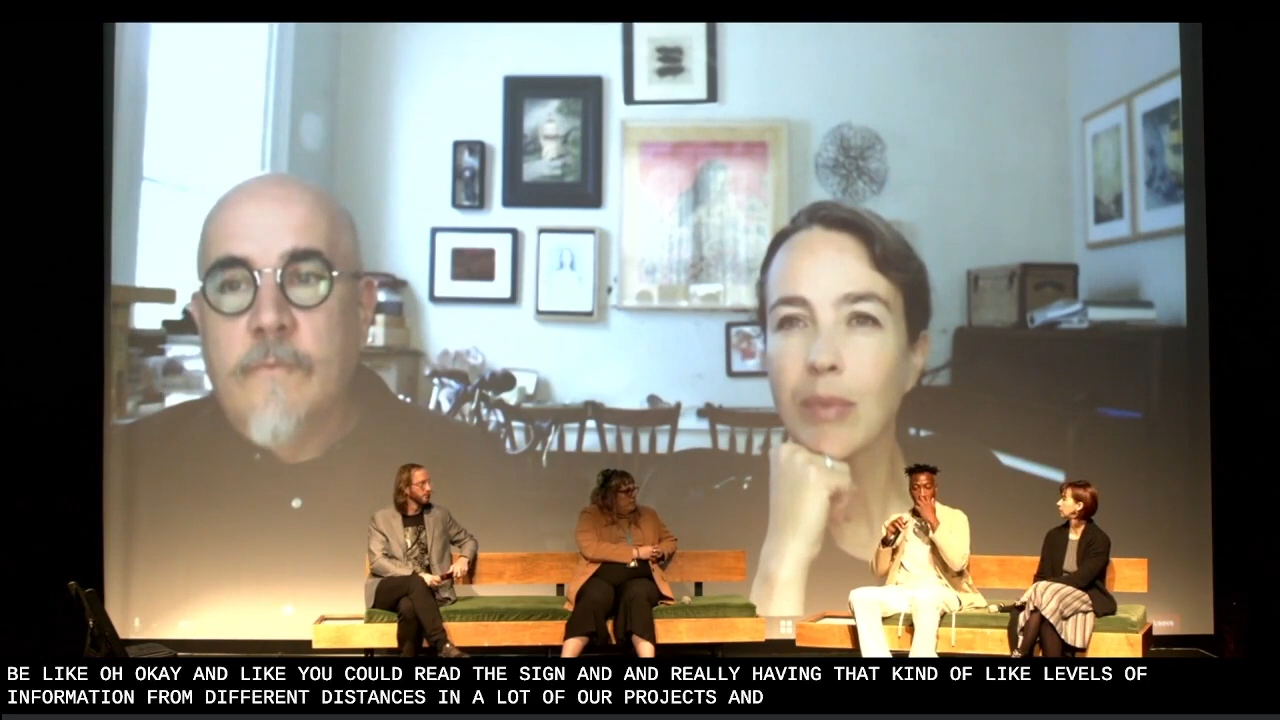 BE LIKE OH OKAY AND LIKE YOU COULD READ THE SIGN AND AND REALLY HAVING THAT KIND OF LIKE LEVELS OF
INFORMATION FROM DIFFERENT DISTANCES IN A LOT OF OUR PROJECTS AND